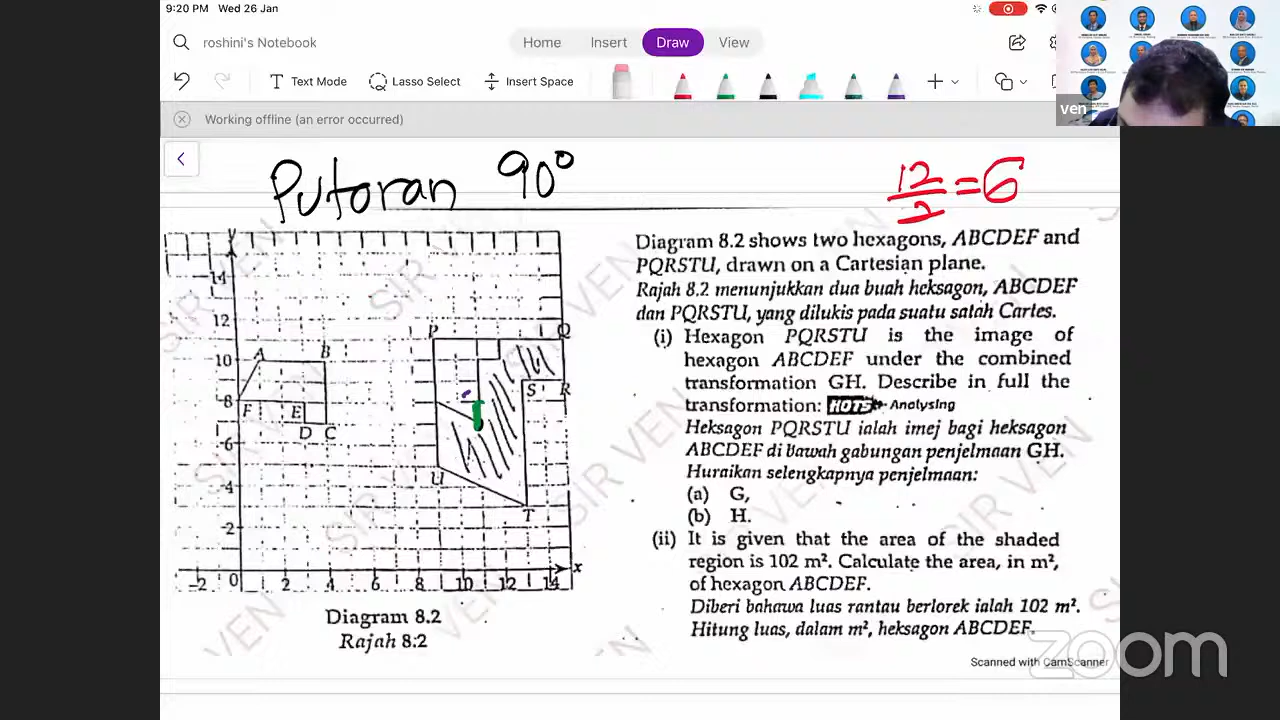 9:20 PM Wed 26 Jan
roshini's Notebook
Home Insert Draw View
Text Mode
Lasso Select
Insert Space
ven
Working offline (an error occurred)
Putaran 90°
12/2 = 6
Diagram 8.2 shows two hexagons, ABCDEF and
PQRSTU, drawn on a Cartesian plane.
Rajah 8.2 menunjukkan dua buah heksagon, ABCDEF
dan PQRSTU, yang dilukis pada suatu satah Cartes.
(i) Hexagon PQRSTU is the image of
hexagon ABCDEF under the combined
transformation GH. Describe in full the
transformation: HOTS Analysing
Heksagon PQRSTU ialah imej bagi heksagon
ABCDEF di bawah gabungan penjelmaan GH.
Huraikan selengkapnya penjelmaan:
(a) G,
(b) H.
(ii) It is given that the area of the shaded
region is 102 m². Calculate the area, in m²,
of hexagon ABCDEF.
Diberi bahawa luas rantau berlorek ialah 102 m².
Hitung luas, dalam m², heksagon ABCDEF.
y
14
12
P Q
A B
10
S R
8
F E
D C
6
U
4
T
2
-2 0 2 4 6 8 10 12 14 x
Diagram 8.2
Rajah 8.2
SIR VEN
zoom
Scanned with CamScanner